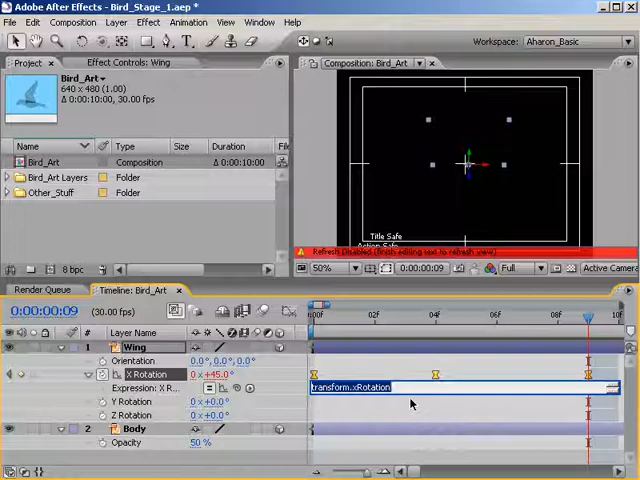 Adobe After Effects - Bird_Stage_1.aep *
File Edit Composition Layer Effect Animation View Window Help
Workspace: Aharon_Basic
Project Effect Controls: Wing
Composition: Bird_Art
Bird_Art
640 x 480 (1.00)
Δ 0:00:10:00, 30.00 fps
Name Type Duration
Bird_Art Composition 0:00:10:00
Bird_Art Layers Folder
Other_Stuff Folder
8 bpc
Title Safe
Action Safe
Refresh Disabled (finish editing text to refresh view)
50% 0:00:00:09 Full Active Camera
Render Queue Timeline: Bird_Art
0:00:00:09 (30.00 fps)
# Layer Name
:00F 02F 04F 06F 08F 10F
1 Wing
Orientation 0.0°, 0.0°, 0.0°
X Rotation 0 x+45.0°
Expression: X R...
transform.xRotation
Y Rotation 0 x+0.0°
Z Rotation 0 x+0.0°
2 Body
Opacity 50 %